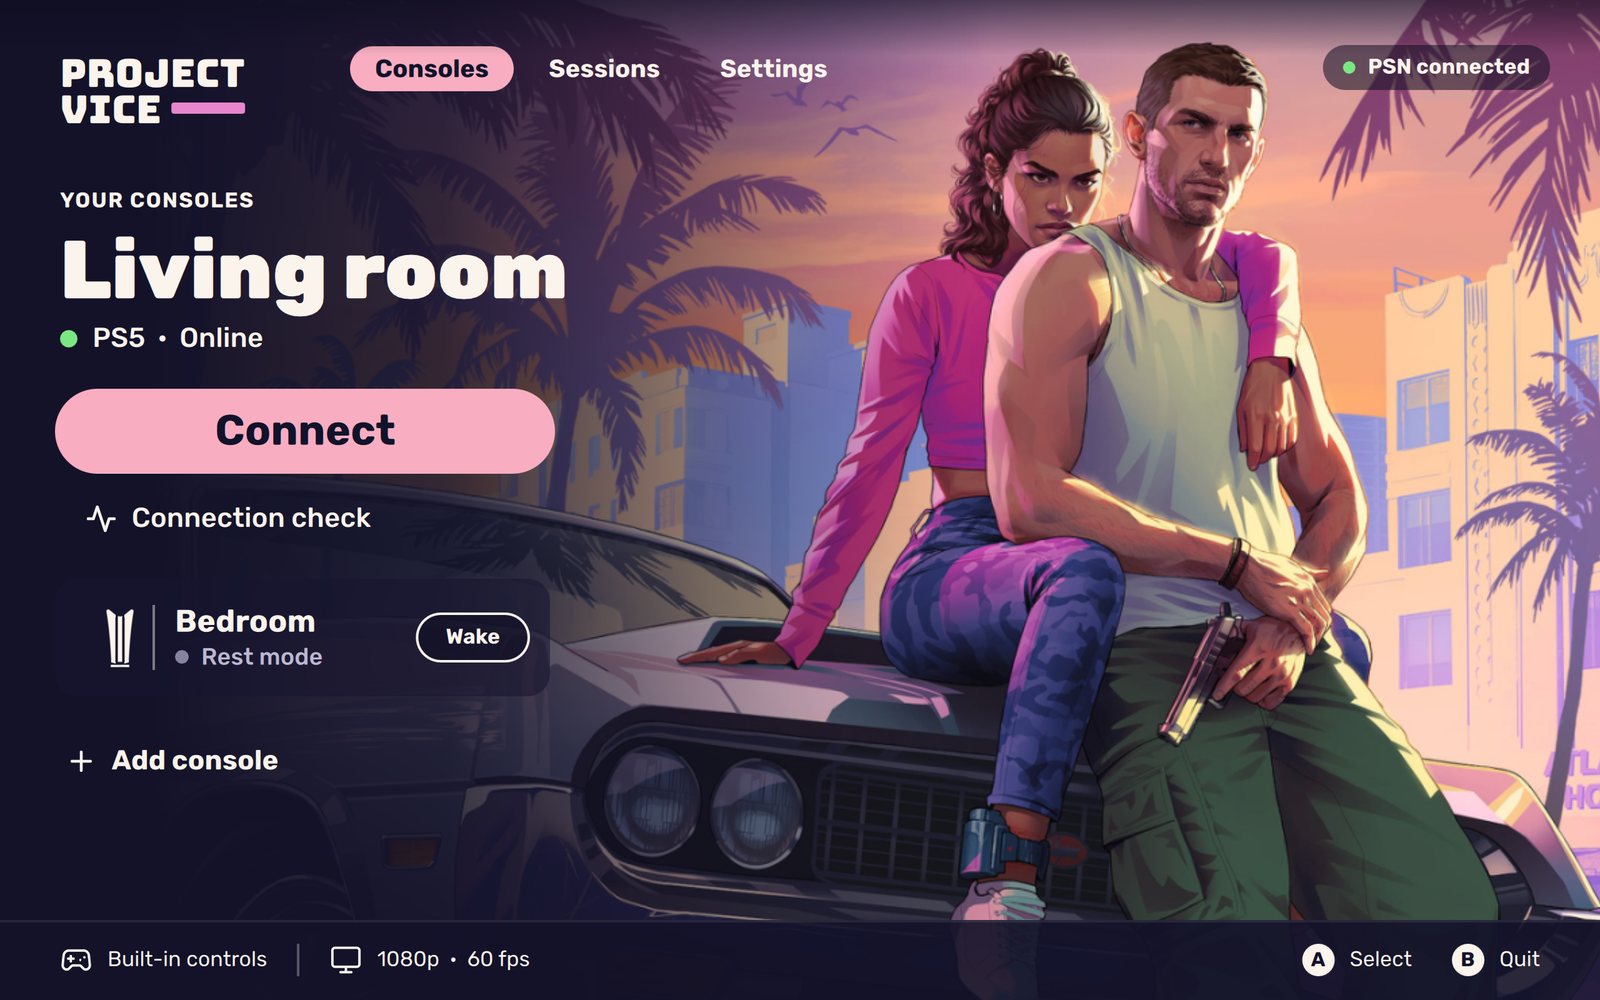 PROJECT
VICE
Consoles
Sessions
Settings
PSN connected
YOUR CONSOLES
Living room
PS5 • Online
Connect
Connection check
Bedroom
Rest mode
Wake
Add console
Built-in controls
1080p • 60 fps
A Select
B Quit